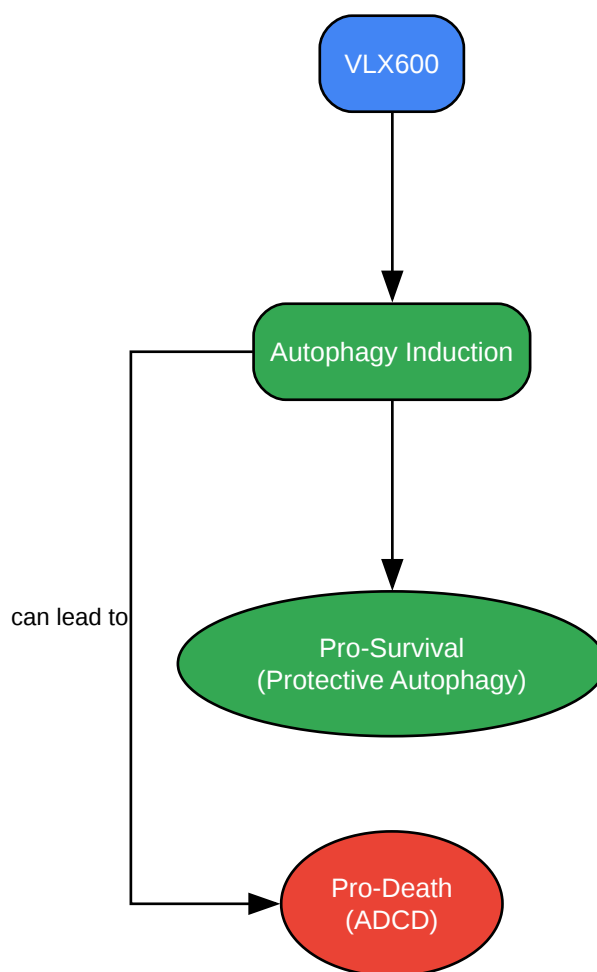 VLX600
Autophagy Induction
can lead to
Pro-Survival
(Protective Autophagy)
Pro-Death
(ADCD)